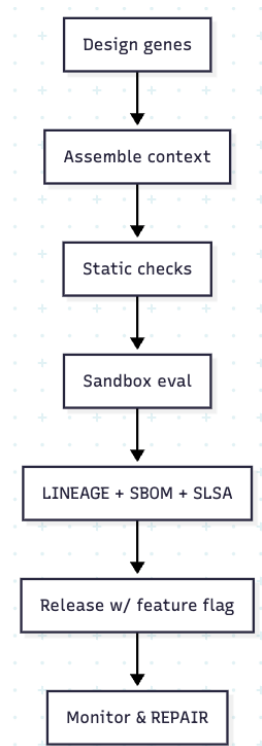 Design genes
Assemble context
Static checks
Sandbox eval
LINEAGE + SBOM + SLSA
Release w/ feature flag
Monitor & REPAIR